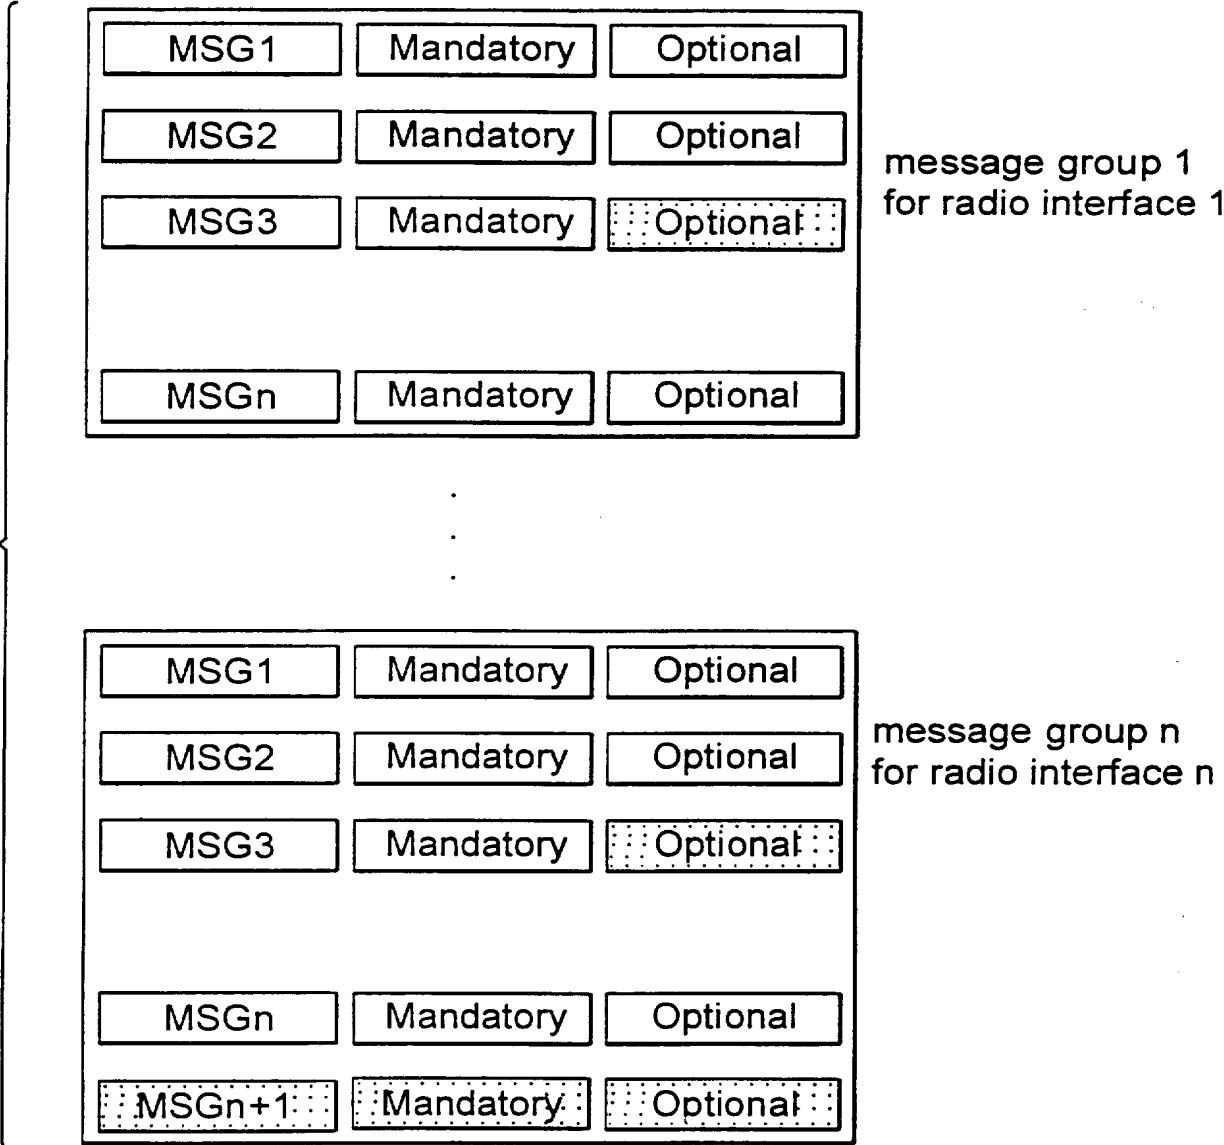 MSG1 Mandatory Optional
MSG2 Mandatory Optional
MSG3 Mandatory Optional
MSGn Mandatory Optional
message group 1
for radio interface 1
MSG1 Mandatory Optional
MSG2 Mandatory Optional
MSG3 Mandatory Optional
MSGn Mandatory Optional
MSGn+1 Mandatory Optional
message group n
for radio interface n